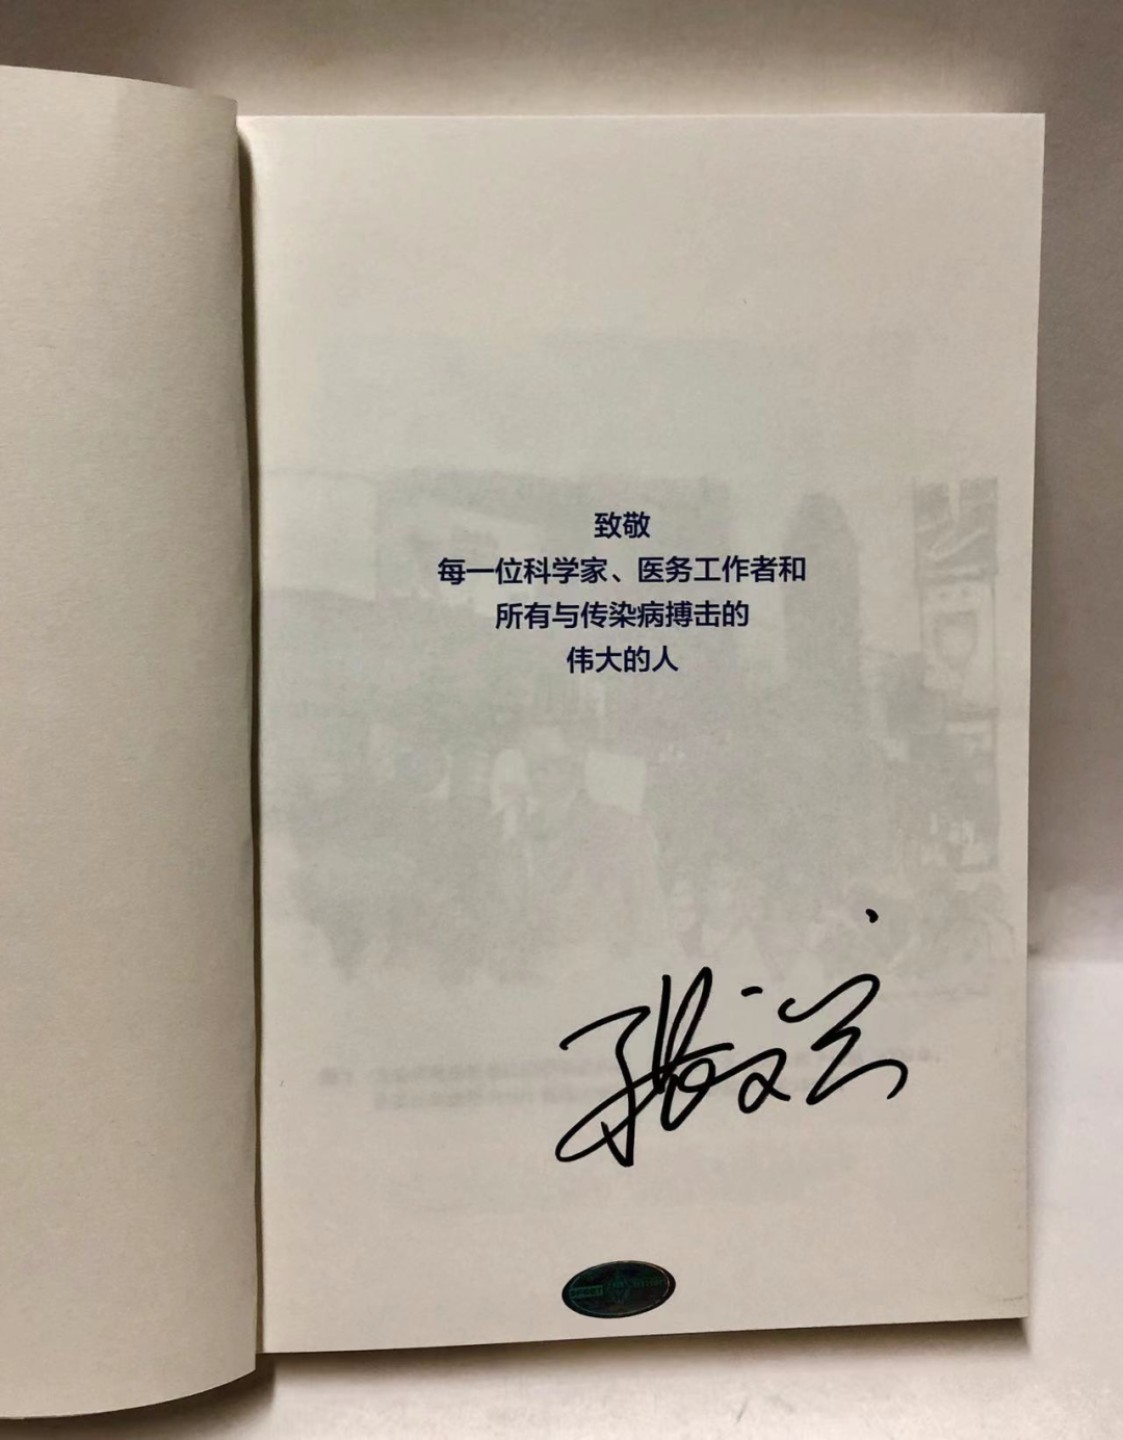 致敬
每一位科学家、医务工作者和
所有与传染病搏击的
伟大的人
张文宏